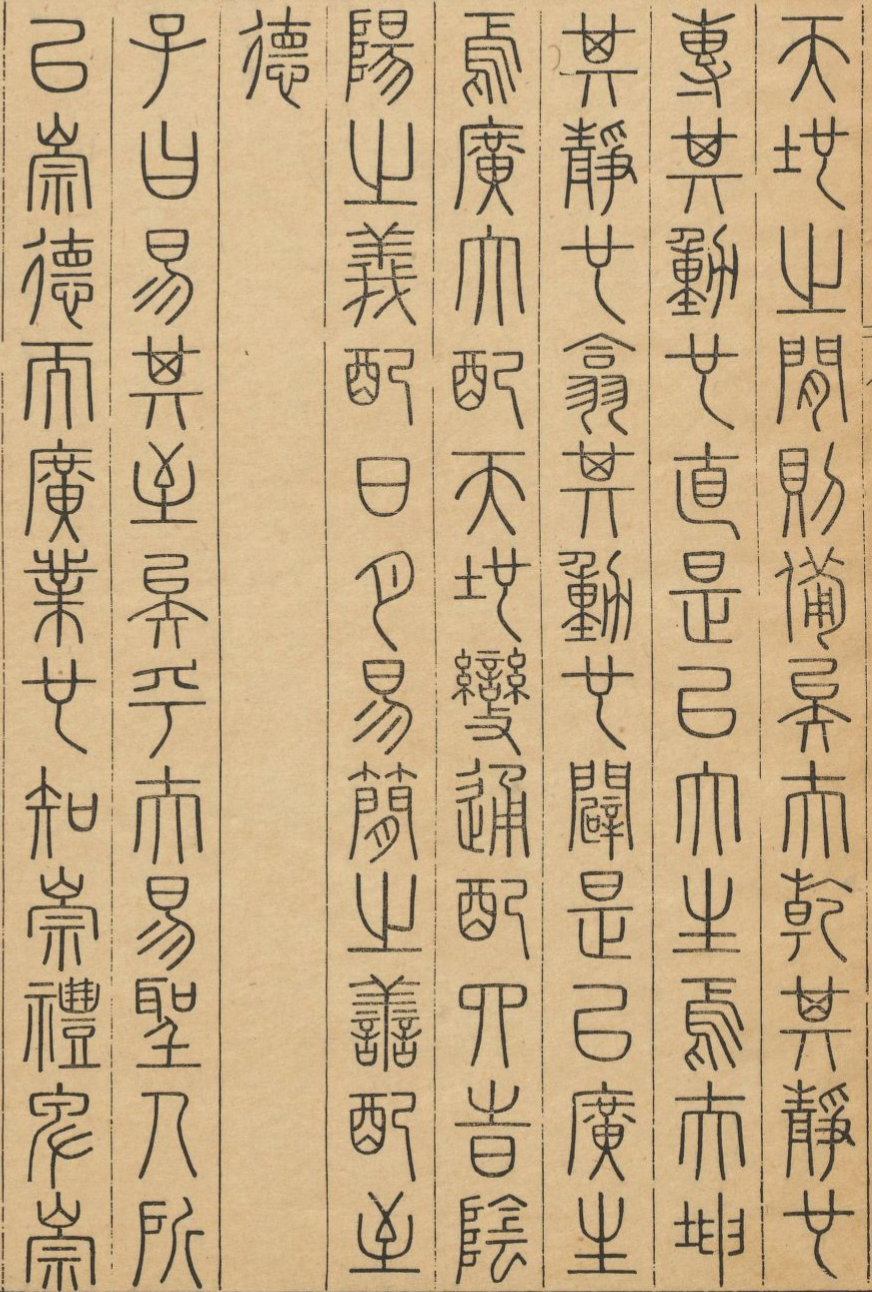 天地之閒則備矣夫乾其靜也
專其動也直是以大生焉夫坤
其靜也翕其動也闢是以廣生
焉廣大配天地變通配四時陰
陽之義配日月易簡之善配至
德
子曰易其至矣乎夫易聖人所
以崇德而廣業也知崇禮卑崇